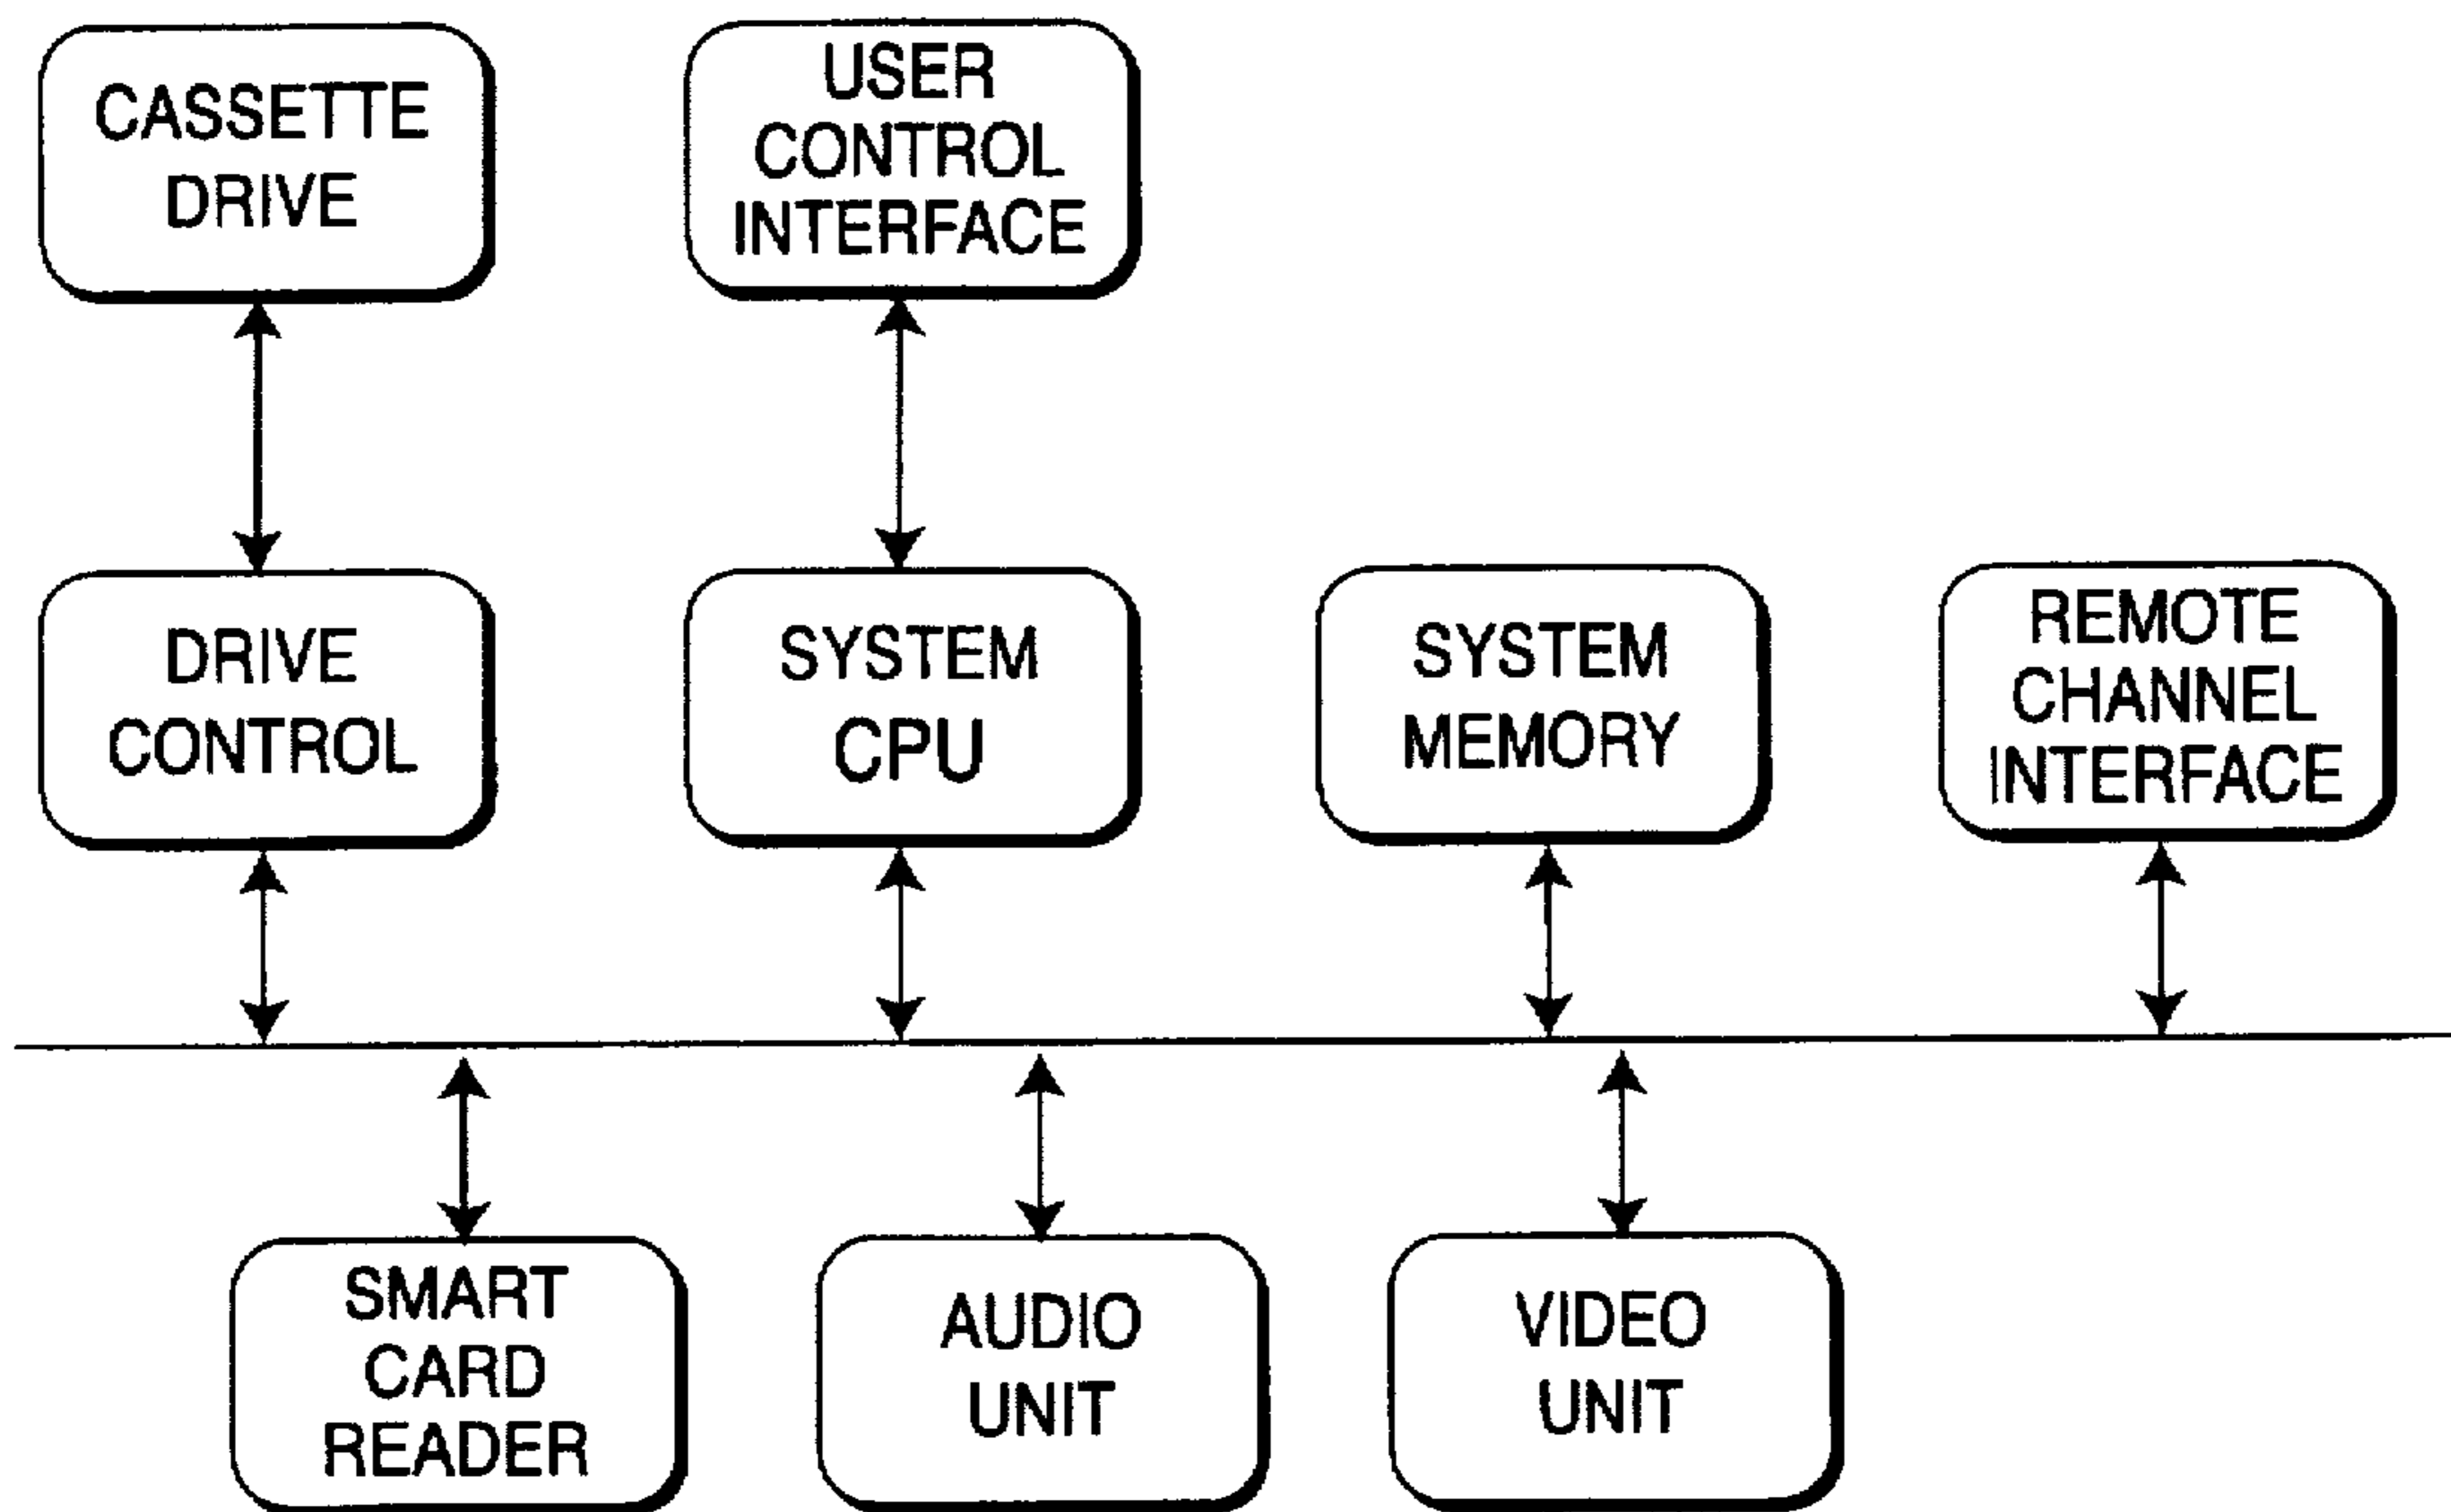 CASSETTE
DRIVE
USER
CONTROL
INTERFACE
DRIVE
CONTROL
SYSTEM
CPU
SYSTEM
MEMORY
REMOTE
CHANNEL
INTERFACE
SMART
CARD
READER
AUDIO
UNIT
VIDEO
UNIT